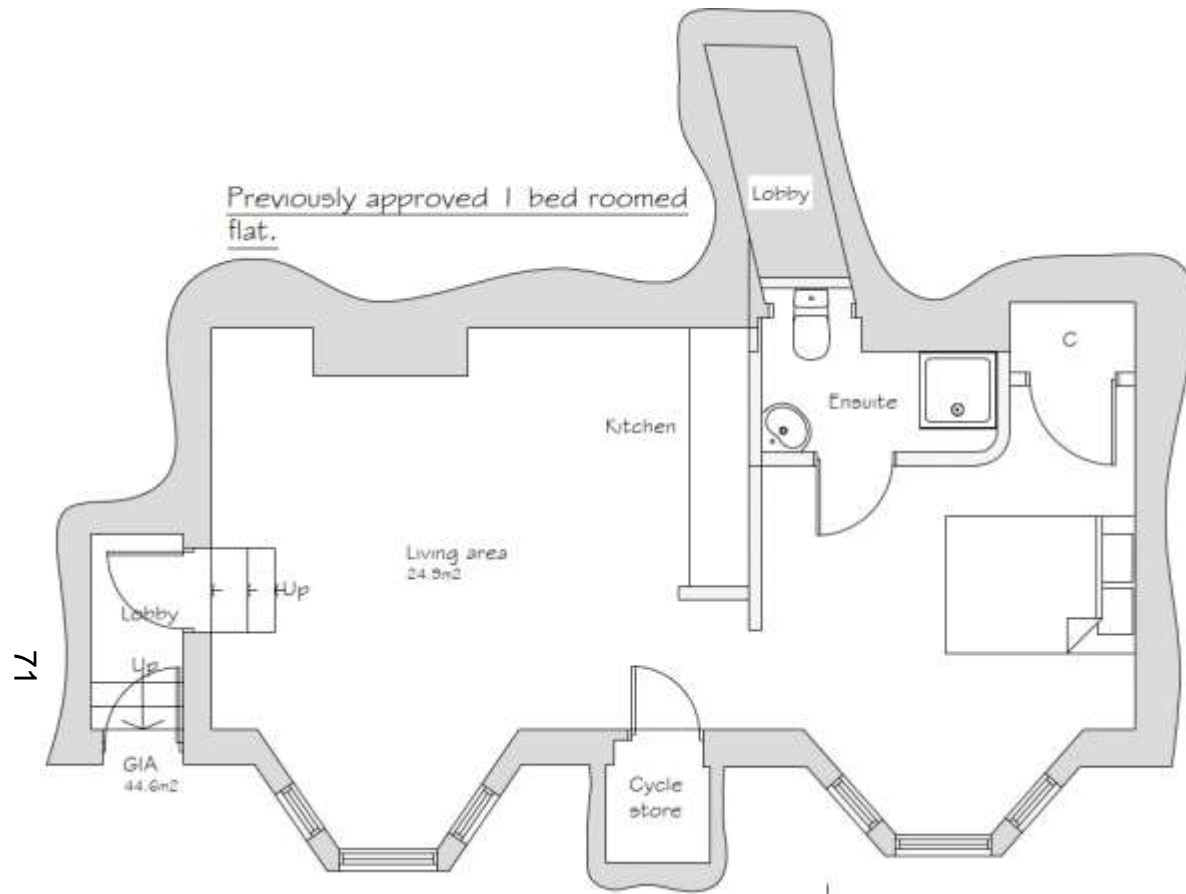 Previously approved 1 bed roomed
flat.
Lobby
C
Ensuite
Kitchen
Living area
24.9m2
Up
Lobby
Up
71
GIA
44.6m2
Cycle
store